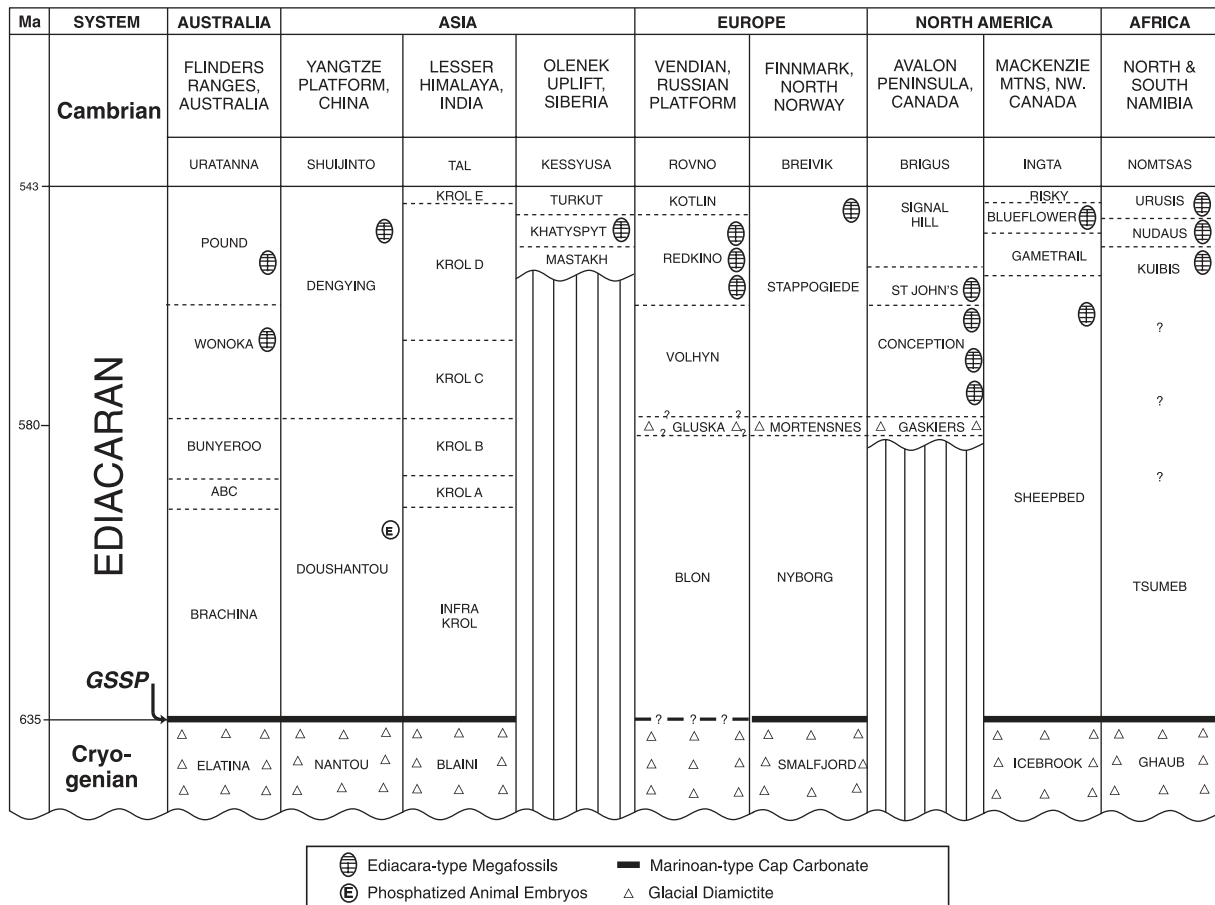 Ma SYSTEM AUSTRALIA ASIA EUROPE NORTH AMERICA AFRICA
FLINDERS RANGES, AUSTRALIA
YANGTZE PLATFORM, CHINA
LESSER HIMALAYA, INDIA
OLENEK UPLIFT, SIBERIA
VENDIAN, RUSSIAN PLATFORM
FINNMARK, NORTH NORWAY
AVALON PENINSULA, CANADA
MACKENZIE MTNS, NW. CANADA
NORTH & SOUTH NAMIBIA
Cambrian
URATANNA SHUIJINTO TAL KESSYUSA ROVNO BREIVIK BRIGUS INGTA NOMTSAS
543
KROL E TURKUT KOTLIN RISKY URUSIS
SIGNAL HILL
BLUEFLOWER
KHATYSPYT NUDAUS
POUND
MASTAKH REDKINO GAMETRAIL
KROL D KUIBIS
DENGYING STAPPOGIEDE ST JOHN'S
?
WONOKA CONCEPTION
VOLHYN
KROL C
?
? ?
580
GLUSKA MORTENSNES GASKIERS
? ?
BUNYEROO KROL B
?
ABC KROL A SHEEPBED
EDIACARAN
E
DOUSHANTOU BLON NYBORG
TSUMEB
BRACHINA INFRA KROL
GSSP
635
? ? ?
Cryo-
genian
ELATINA NANTOU BLAINI SMALFJORD ICEBROOK GHAUB
Ediacara-type Megafossils Marinoan-type Cap Carbonate
E Phosphatized Animal Embryos Glacial Diamictite